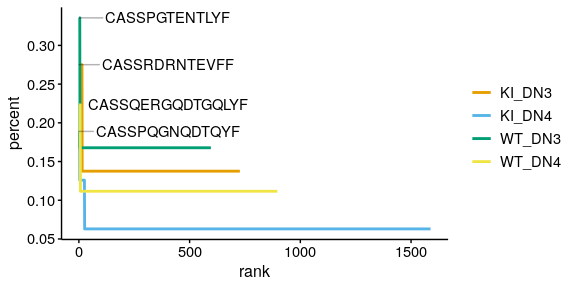 CASSPGTENTLYF
CASSRDRNTEVFF
CASSQERGQDTGQLYF
CASSPQGNQDTQYF
percent
0.30
0.25
0.20
0.15
0.10
0.05
0
500
1000
1500
rank
KI_DN3
KI_DN4
WT_DN3
WT_DN4